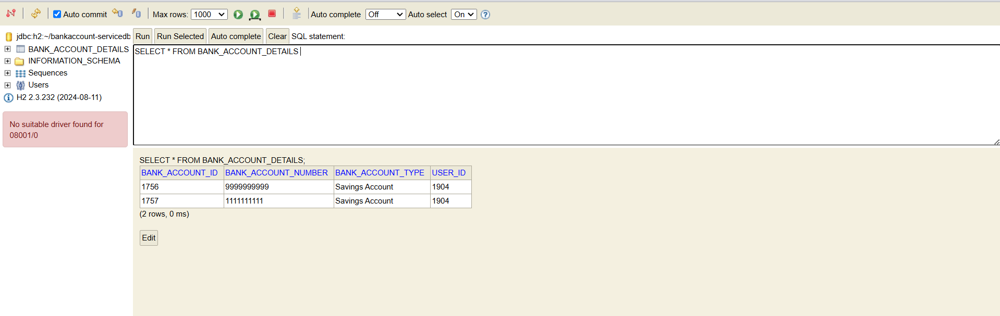 Auto commit Max rows: 1000 Auto complete Off Auto select On
jdbc:h2:~/bankaccount-servicedb
BANK_ACCOUNT_DETAILS
INFORMATION_SCHEMA
Sequences
Users
H2 2.3.232 (2024-08-11)
No suitable driver found for
08001/0
Run Run Selected Auto complete Clear SQL statement:
SELECT * FROM BANK_ACCOUNT_DETAILS
SELECT * FROM BANK_ACCOUNT_DETAILS;
BANK_ACCOUNT_ID BANK_ACCOUNT_NUMBER BANK_ACCOUNT_TYPE USER_ID
1756 9999999999 Savings Account 1904
1757 1111111111 Savings Account 1904
(2 rows, 0 ms)
Edit